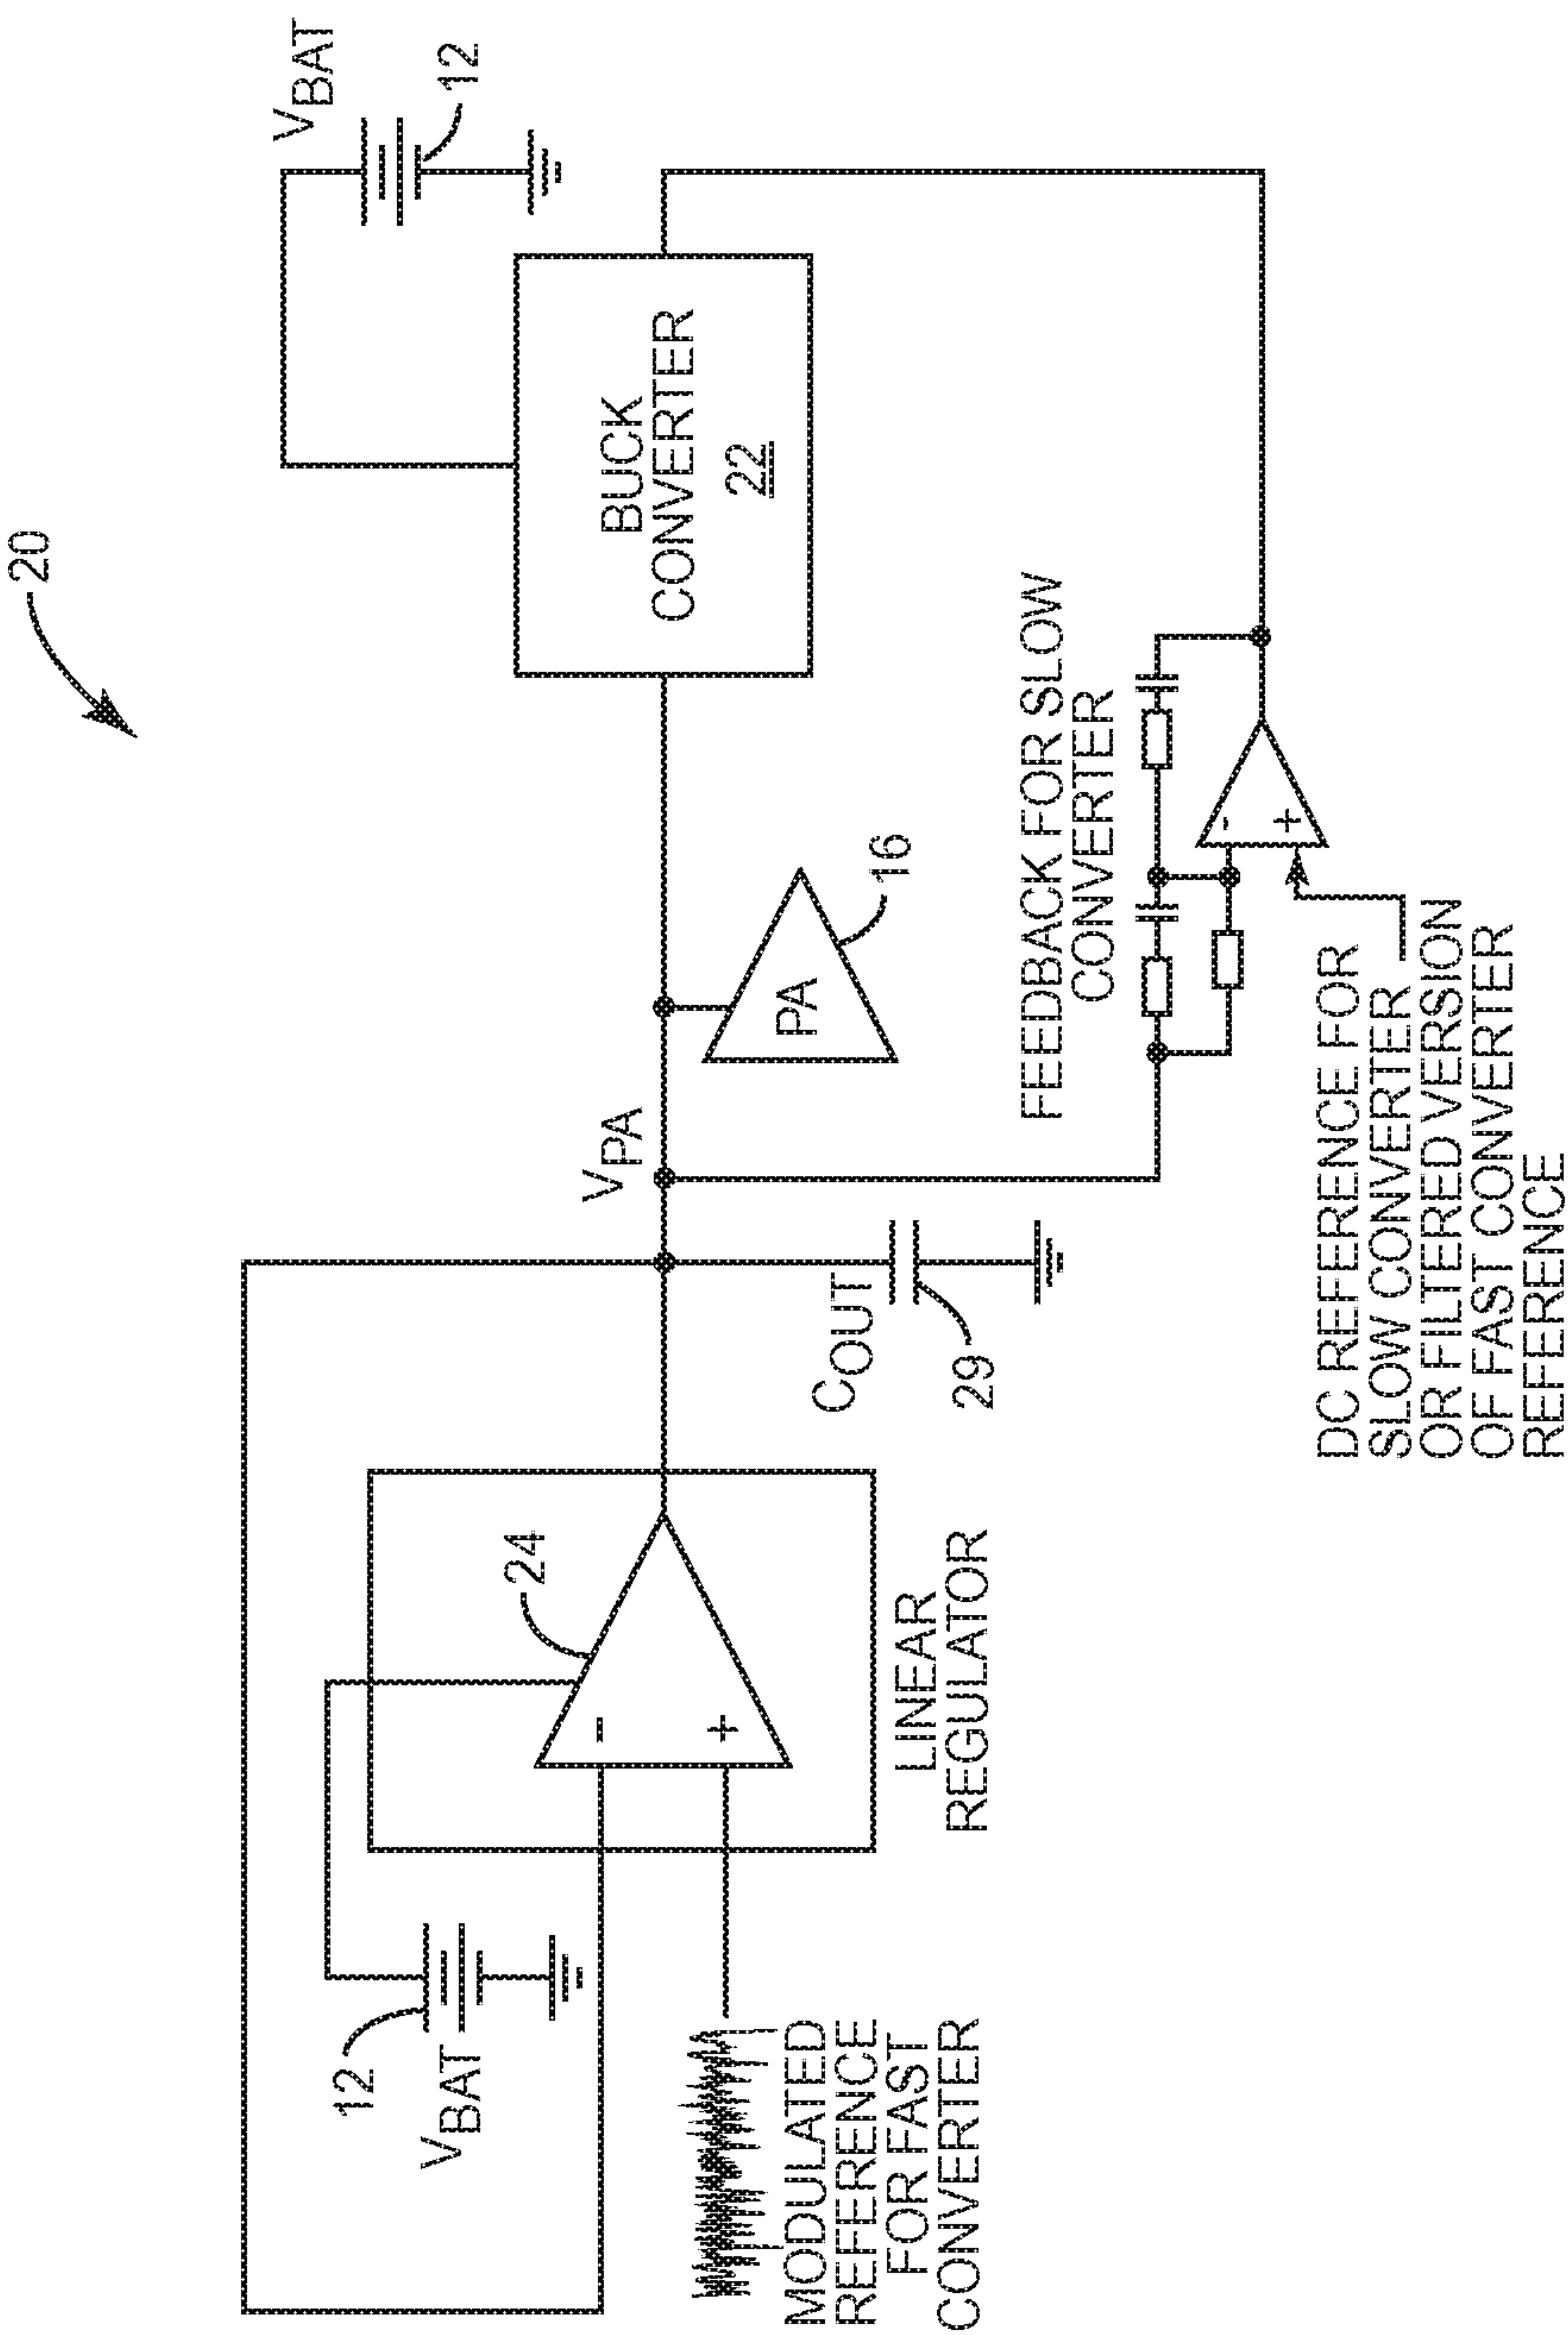 20
VBAT
12
BUCK
CONVERTER
22
24
12
VBAT
VPA
PA
16
COUT
29
-
+
LINEAR
REGULATOR
MODULATED
REFERENCE
FOR FAST
CONVERTER
FEEDBACK FOR SLOW
CONVERTER
-
+
DC REFERENCE FOR
SLOW CONVERTER
OR FILTERED VERSION
OF FAST CONVERTER
REFERENCE